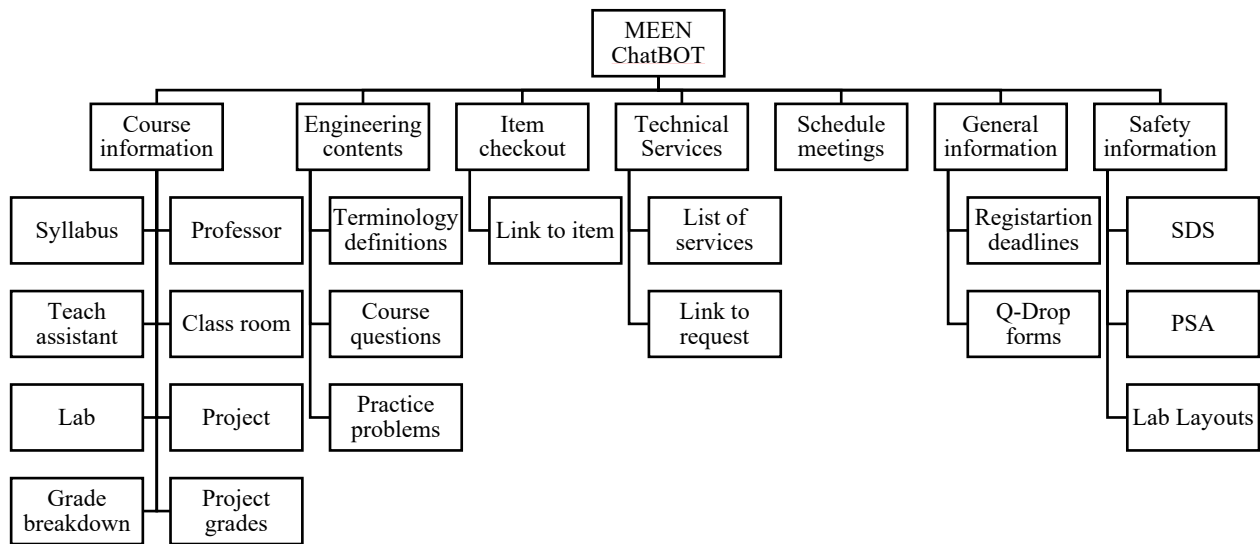 MEEN
ChatBOT
Course
information
Engineering
contents
Item
checkout
Technical
Services
Schedule
meetings
General
information
Safety
information
Syllabus
Professor
Teach
assistant
Class room
Lab
Project
Grade
breakdown
Project
grades
Terminology
definitions
Course
questions
Practice
problems
Link to item
List of
services
Link to
request
Registartion
deadlines
Q-Drop
forms
SDS
PSA
Lab Layouts